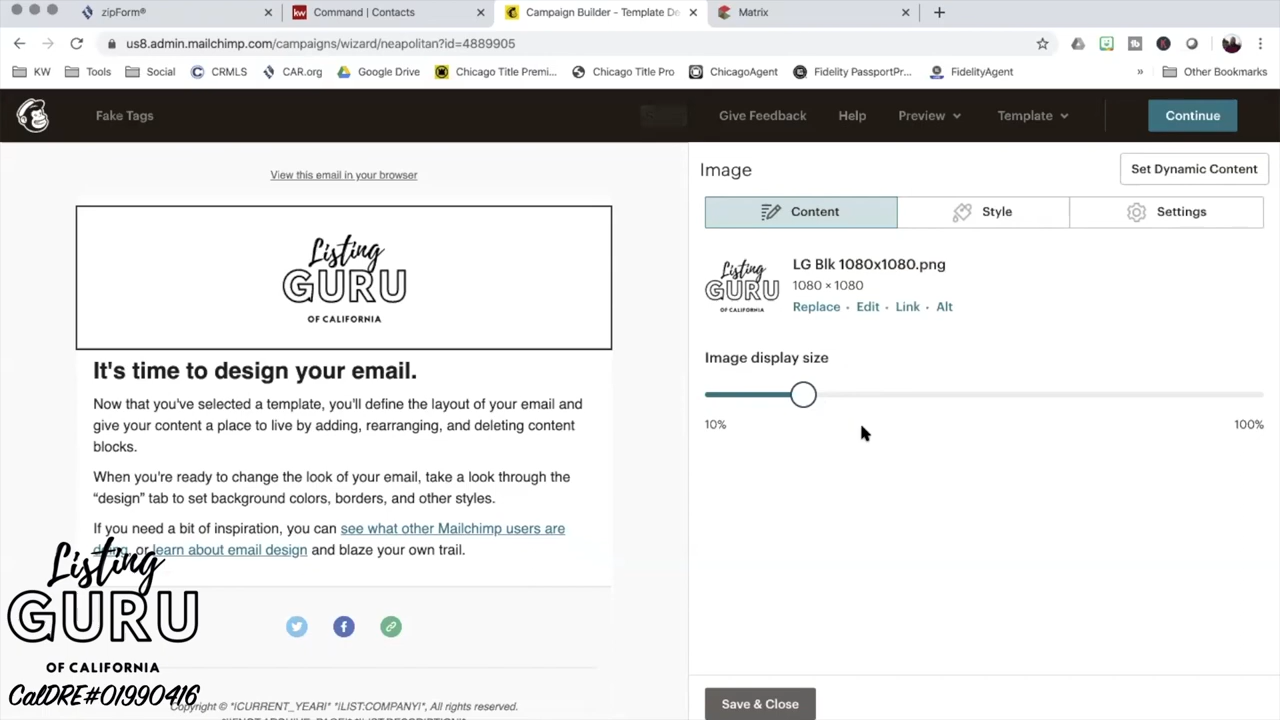 zipForm®
Command | Contacts
Campaign Builder - Template De
Matrix
us8.admin.mailchimp.com/campaigns/wizard/neapolitan?id=4889905
KW
Tools
Social
CRMLS
CAR.org
Google Drive
Chicago Title Premi...
Chicago Title Pro
ChicagoAgent
Fidelity PassportPr...
FidelityAgent
»
Other Bookmarks
Fake Tags
Give Feedback
Help
Preview
Template
Continue
View this email in your browser
Listing
GURU
OF CALIFORNIA
It's time to design your email.
Now that you've selected a template, you'll define the layout of your email and
give your content a place to live by adding, rearranging, and deleting content
blocks.
When you're ready to change the look of your email, take a look through the
“design” tab to set background colors, borders, and other styles.
If you need a bit of inspiration, you can see what other Mailchimp users are
doing, or learn about email design and blaze your own trail.
Listing
GURU
OF CALIFORNIA
CalDRE#01990416
Copyright © *|CURRENT_YEAR|* *|LIST:COMPANY|*, All rights reserved.
Image
Set Dynamic Content
Content
Style
Settings
Listing
GURU
OF CALIFORNIA
LG Blk 1080x1080.png
1080 × 1080
Replace · Edit · Link · Alt
Image display size
10%
100%
Save & Close